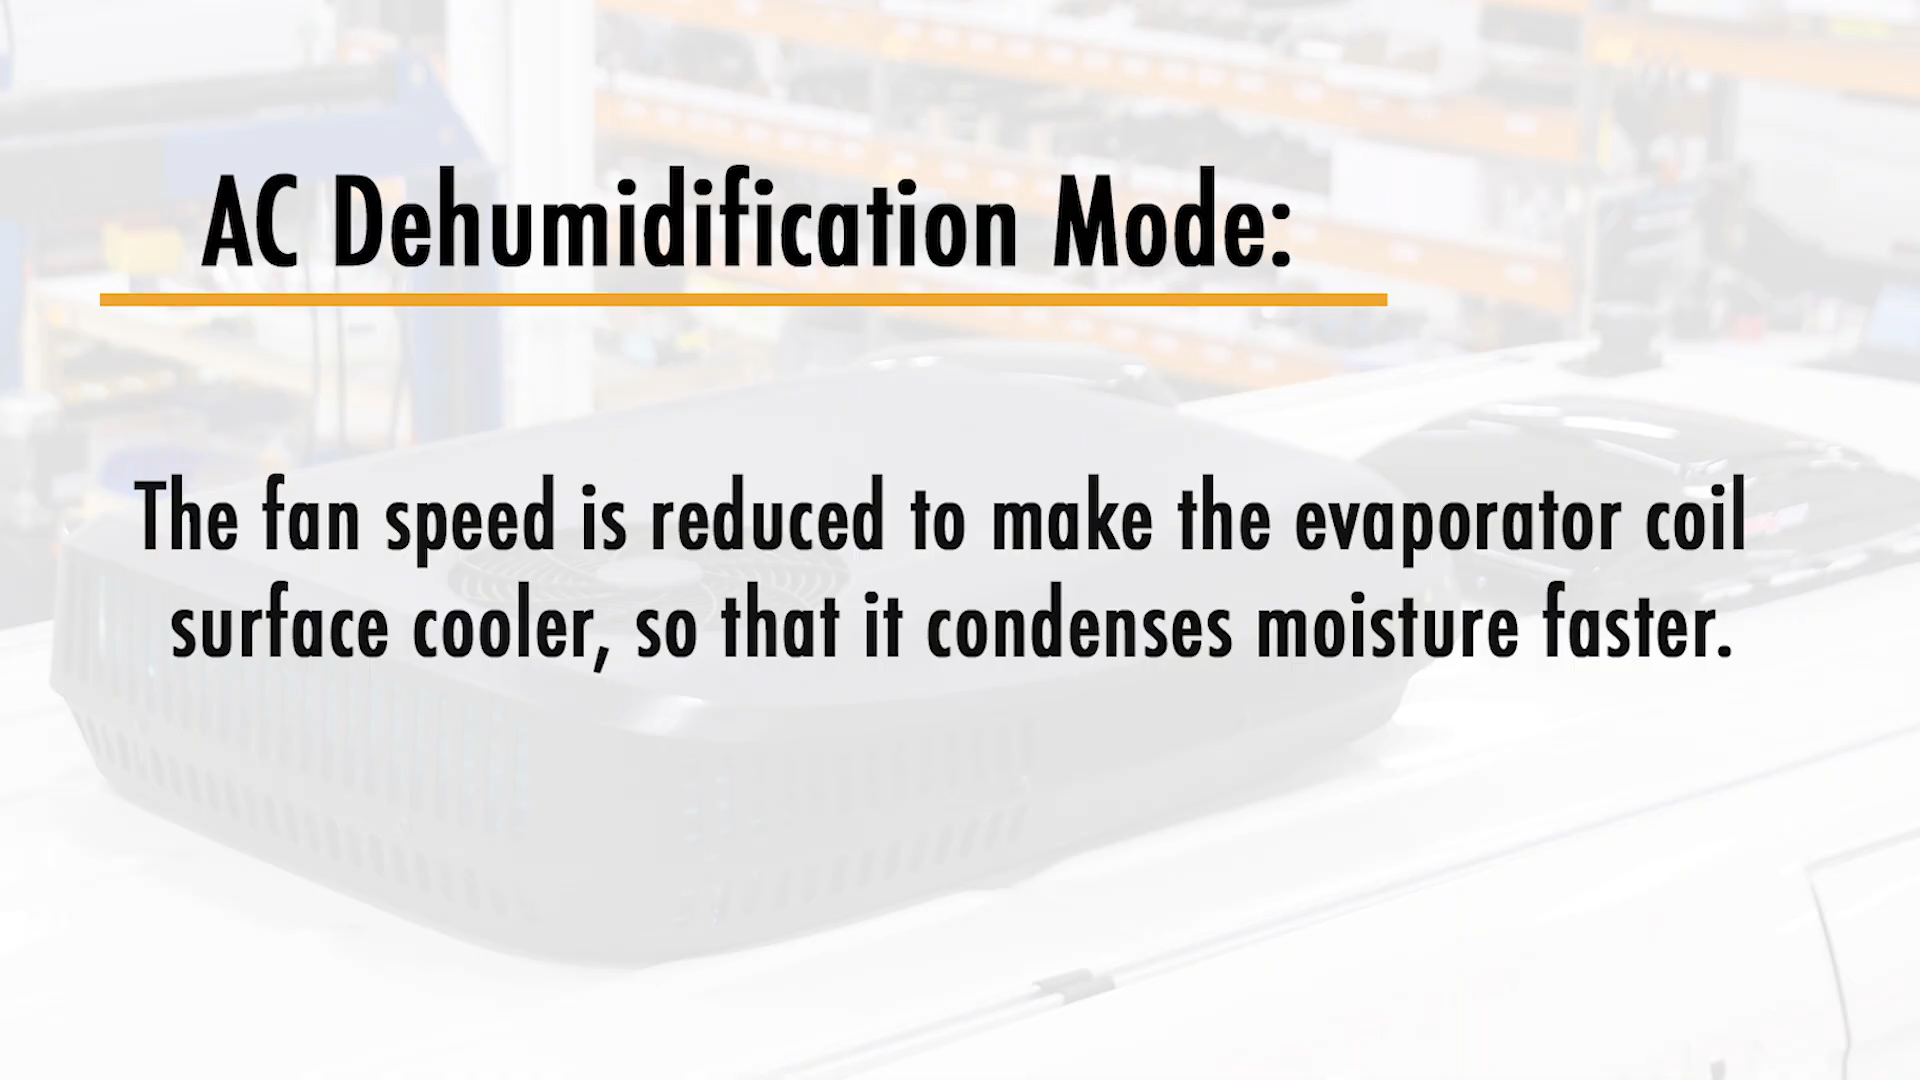 AC Dehumidification Mode:
The fan speed is reduced to make the evaporator coil
surface cooler, so that it condenses moisture faster.